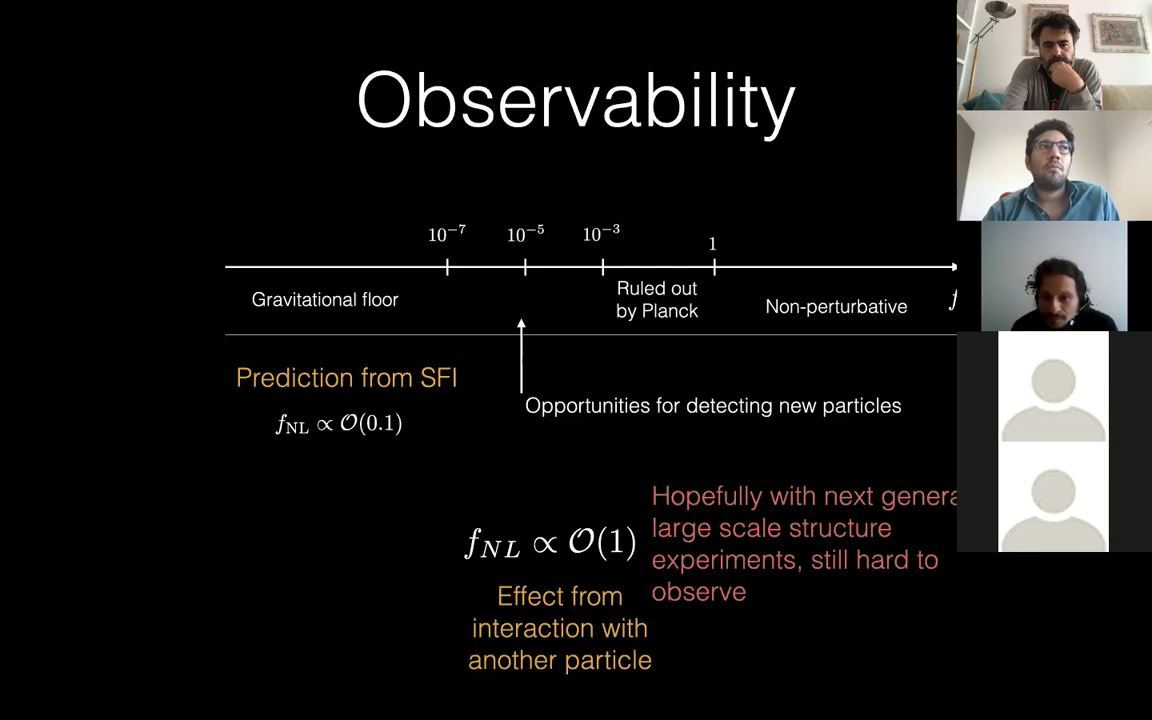 Observability
10⁻⁷ 10⁻⁵ 10⁻³ 1
Gravitational floor
Ruled out
by Planck
Non-perturbative
f
Prediction from SFI
f_NL ∝ 𝒪(0.1)
Opportunities for detecting new particles
Hopefully with next genera
large scale structure
experiments, still hard to
observe
f_NL ∝ 𝒪(1)
Effect from
interaction with
another particle